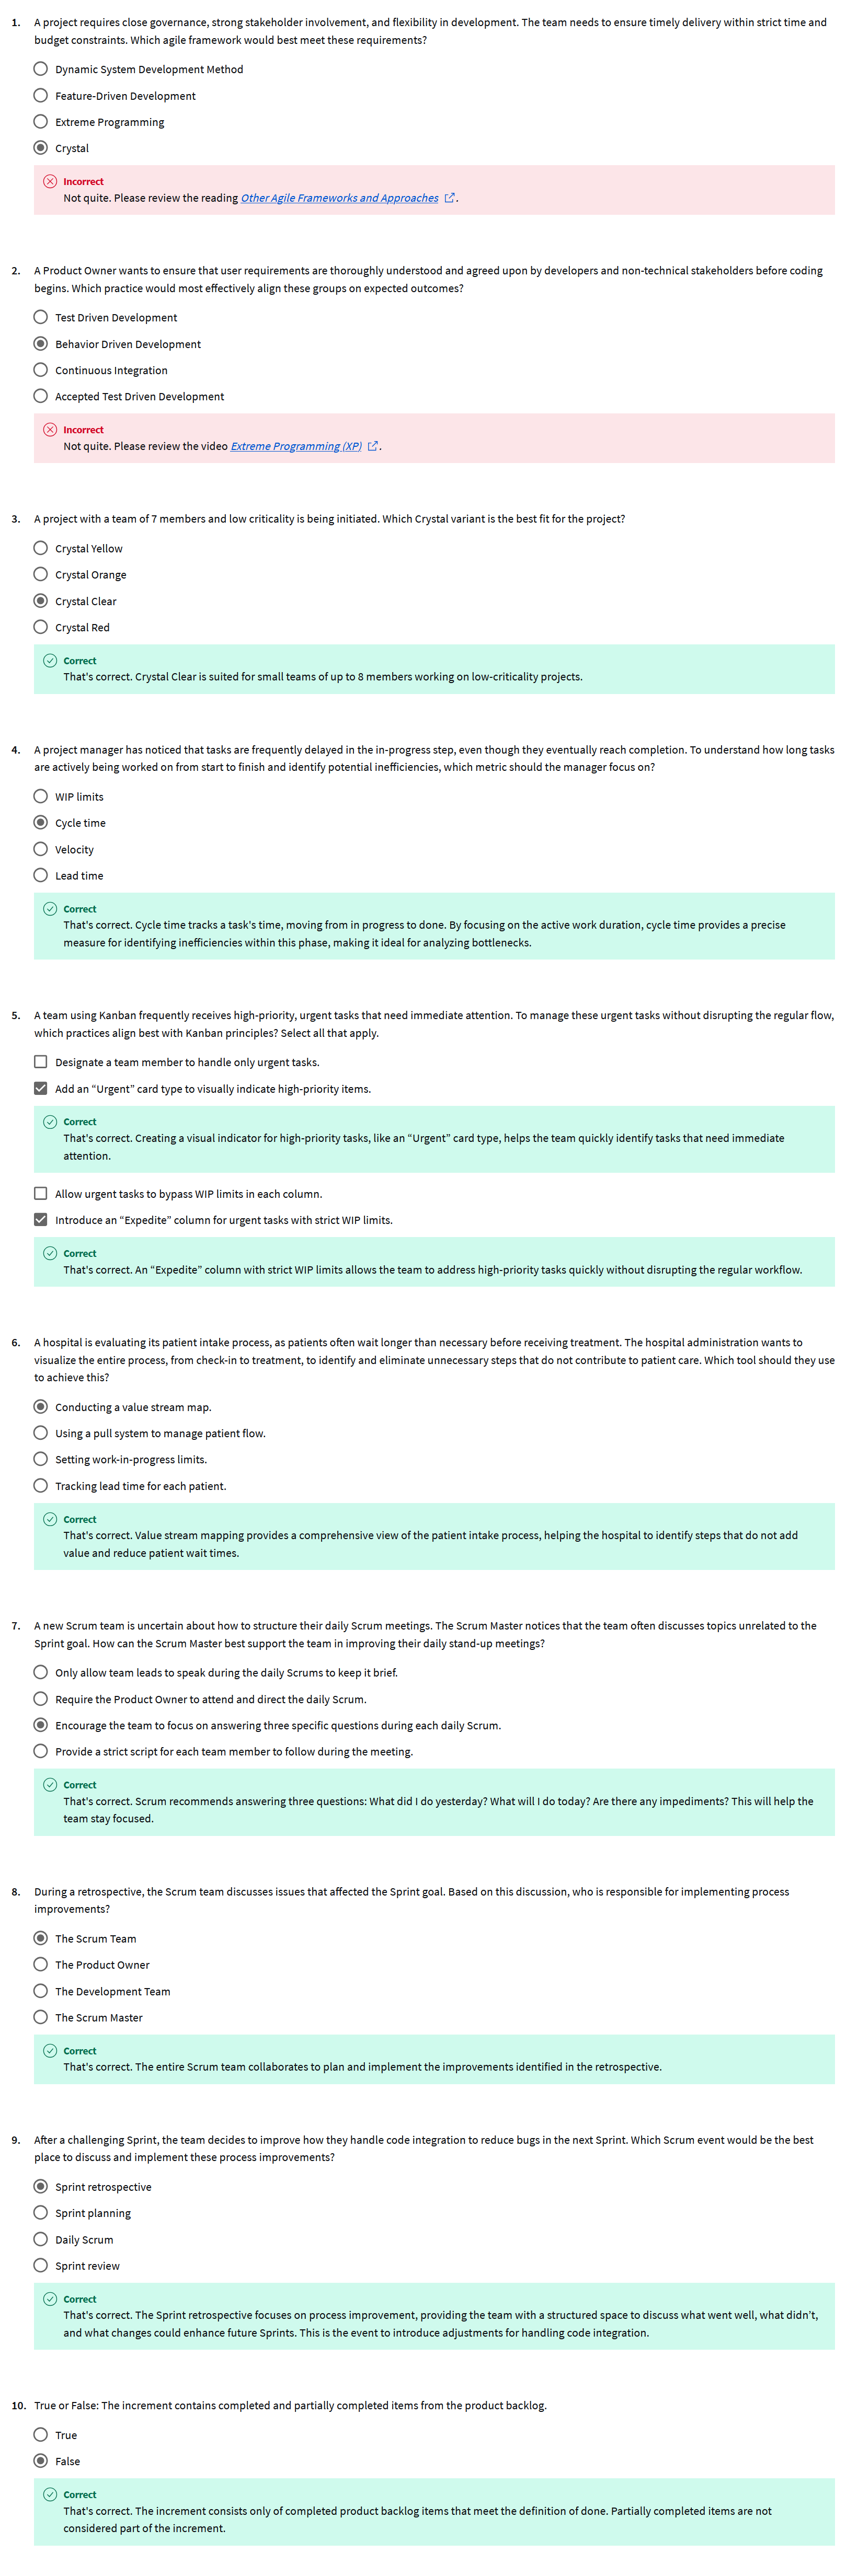 1. A project requires close governance, strong stakeholder involvement, and flexibility in development. The team needs to ensure timely delivery within strict time and
budget constraints. Which agile framework would best meet these requirements?
Dynamic System Development Method
Feature-Driven Development
Extreme Programming
Crystal
Incorrect
Not quite. Please review the reading Other Agile Frameworks and Approaches.
2. A Product Owner wants to ensure that user requirements are thoroughly understood and agreed upon by developers and non-technical stakeholders before coding
begins. Which practice would most effectively align these groups on expected outcomes?
Test Driven Development
Behavior Driven Development
Continuous Integration
Accepted Test Driven Development
Incorrect
Not quite. Please review the video Extreme Programming (XP).
3. A project with a team of 7 members and low criticality is being initiated. Which Crystal variant is the best fit for the project?
Crystal Yellow
Crystal Orange
Crystal Clear
Crystal Red
Correct
That's correct. Crystal Clear is suited for small teams of up to 8 members working on low-criticality projects.
4. A project manager has noticed that tasks are frequently delayed in the in-progress step, even though they eventually reach completion. To understand how long tasks
are actively being worked on from start to finish and identify potential inefficiencies, which metric should the manager focus on?
WIP limits
Cycle time
Velocity
Lead time
Correct
That's correct. Cycle time tracks a task's time, moving from in progress to done. By focusing on the active work duration, cycle time provides a precise
measure for identifying inefficiencies within this phase, making it ideal for analyzing bottlenecks.
5. A team using Kanban frequently receives high-priority, urgent tasks that need immediate attention. To manage these urgent tasks without disrupting the regular flow,
which practices align best with Kanban principles? Select all that apply.
Designate a team member to handle only urgent tasks.
Add an “Urgent” card type to visually indicate high-priority items.
Correct
That's correct. Creating a visual indicator for high-priority tasks, like an “Urgent” card type, helps the team quickly identify tasks that need immediate
attention.
Allow urgent tasks to bypass WIP limits in each column.
Introduce an “Expedite” column for urgent tasks with strict WIP limits.
Correct
That's correct. An “Expedite” column with strict WIP limits allows the team to address high-priority tasks quickly without disrupting the regular workflow.
6. A hospital is evaluating its patient intake process, as patients often wait longer than necessary before receiving treatment. The hospital administration wants to
visualize the entire process, from check-in to treatment, to identify and eliminate unnecessary steps that do not contribute to patient care. Which tool should they use
to achieve this?
Conducting a value stream map.
Using a pull system to manage patient flow.
Setting work-in-progress limits.
Tracking lead time for each patient.
Correct
That's correct. Value stream mapping provides a comprehensive view of the patient intake process, helping the hospital to identify steps that do not add
value and reduce patient wait times.
7. A new Scrum team is uncertain about how to structure their daily Scrum meetings. The Scrum Master notices that the team often discusses topics unrelated to the
Sprint goal. How can the Scrum Master best support the team in improving their daily stand-up meetings?
Only allow team leads to speak during the daily Scrums to keep it brief.
Require the Product Owner to attend and direct the daily Scrum.
Encourage the team to focus on answering three specific questions during each daily Scrum.
Provide a strict script for each team member to follow during the meeting.
Correct
That's correct. Scrum recommends answering three questions: What did I do yesterday? What will I do today? Are there any impediments? This will help the
team stay focused.
8. During a retrospective, the Scrum team discusses issues that affected the Sprint goal. Based on this discussion, who is responsible for implementing process
improvements?
The Scrum Team
The Product Owner
The Development Team
The Scrum Master
Correct
That's correct. The entire Scrum team collaborates to plan and implement the improvements identified in the retrospective.
9. After a challenging Sprint, the team decides to improve how they handle code integration to reduce bugs in the next Sprint. Which Scrum event would be the best
place to discuss and implement these process improvements?
Sprint retrospective
Sprint planning
Daily Scrum
Sprint review
Correct
That's correct. The Sprint retrospective focuses on process improvement, providing the team with a structured space to discuss what went well, what didn't,
and what changes could enhance future Sprints. This is the event to introduce adjustments for handling code integration.
10. True or False: The increment contains completed and partially completed items from the product backlog.
True
False
Correct
That's correct. The increment consists only of completed product backlog items that meet the definition of done. Partially completed items are not
considered part of the increment.